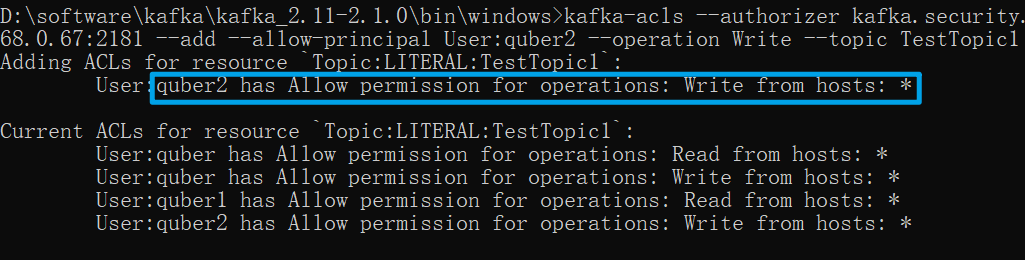 D:\software\kafka\kafka_2.11-2.1.0\bin\windows>kafka-acls --authorizer kafka.security.
68.0.67:2181 --add --allow-principal User:quber2 --operation Write --topic TestTopic1
Adding ACLs for resource `Topic:LITERAL:TestTopic1`:
User:quber2 has Allow permission for operations: Write from hosts: *
Current ACLs for resource `Topic:LITERAL:TestTopic1`:
User:quber has Allow permission for operations: Read from hosts: *
User:quber has Allow permission for operations: Write from hosts: *
User:quber1 has Allow permission for operations: Read from hosts: *
User:quber2 has Allow permission for operations: Write from hosts: *